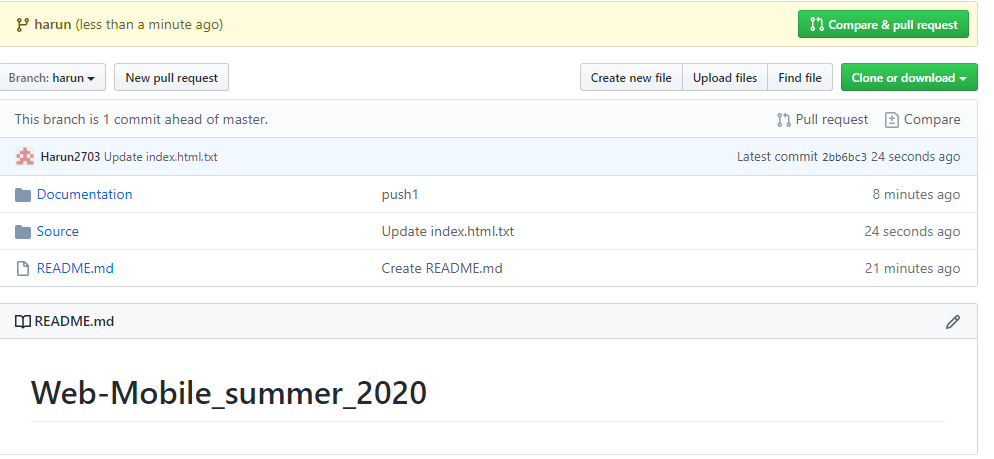 harun (less than a minute ago) Compare & pull request
Branch: harun New pull request Create new file Upload files Find file Clone or download
This branch is 1 commit ahead of master. Pull request Compare
Harun2703 Update index.html.txt Latest commit 2bb6bc3 24 seconds ago
Documentation push1 8 minutes ago
Source Update index.html.txt 24 seconds ago
README.md Create README.md 21 minutes ago
README.md
Web-Mobile_summer_2020